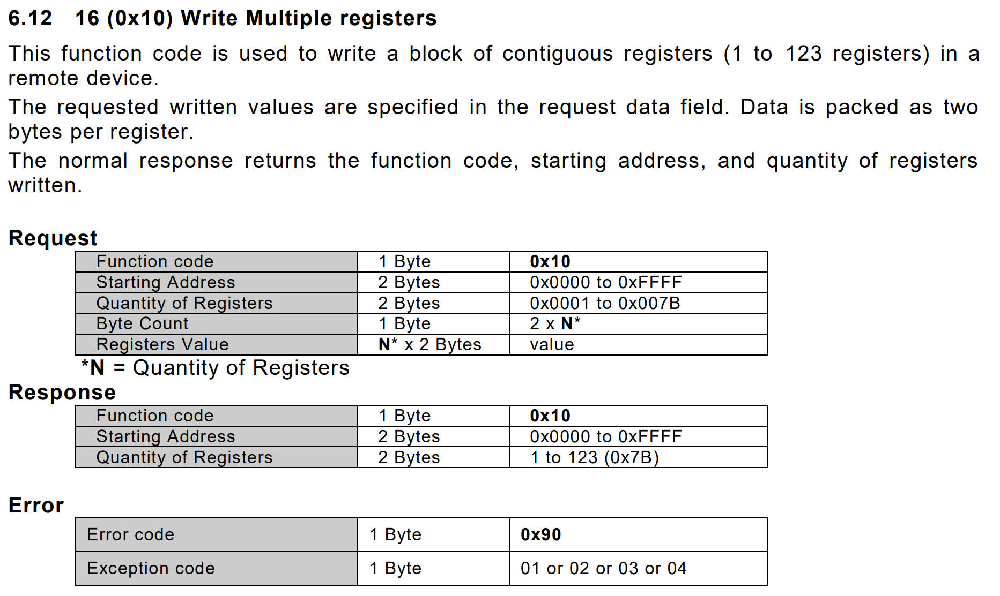 6.12 16 (0x10) Write Multiple registers
This function code is used to write a block of contiguous registers (1 to 123 registers) in a
remote device.
The requested written values are specified in the request data field. Data is packed as two
bytes per register.
The normal response returns the function code, starting address, and quantity of registers
written.
Request
Function code 1 Byte 0x10
Starting Address 2 Bytes 0x0000 to 0xFFFF
Quantity of Registers 2 Bytes 0x0001 to 0x007B
Byte Count 1 Byte 2 x N*
Registers Value N* x 2 Bytes value
*N = Quantity of Registers
Response
Function code 1 Byte 0x10
Starting Address 2 Bytes 0x0000 to 0xFFFF
Quantity of Registers 2 Bytes 1 to 123 (0x7B)
Error
Error code 1 Byte 0x90
Exception code 1 Byte 01 or 02 or 03 or 04